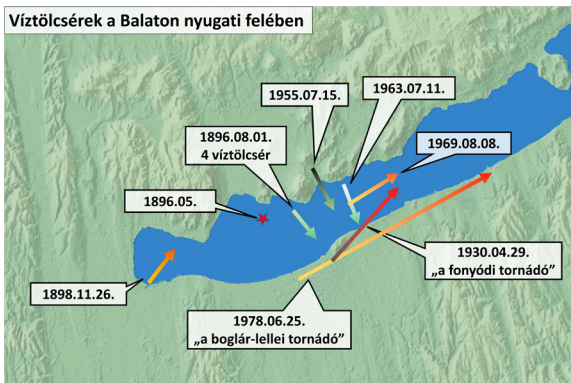 Víztölcsérek a Balaton nyugati felében
1955.07.15.
1963.07.11.
1896.08.01.
4 víztölcsér
1969.08.08.
1896.05.
1930.04.29.
„a fonyódi tornádó”
1898.11.26.
1978.06.25.
„a boglár-lellei tornádó”